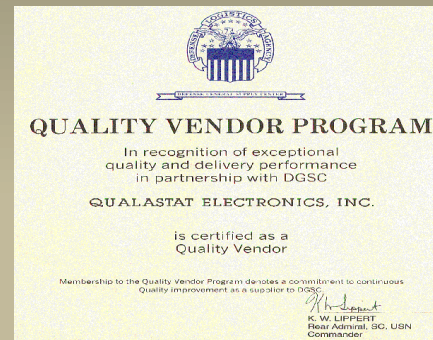 DEFENSE LOGISTICS AGENCY
DEFENSE GENERAL SUPPLY CENTER
QUALITY VENDOR PROGRAM
In recognition of exceptional
quality and delivery performance
in partnership with DGSC
QUALASTAT ELECTRONICS, INC.
is certified as a
Quality Vendor
Membership to the Quality Vendor Program denotes a commitment to continuous
Quality improvement as a supplier to DGSC.
K. W. LIPPERT
Rear Admiral, SC, USN
Commander